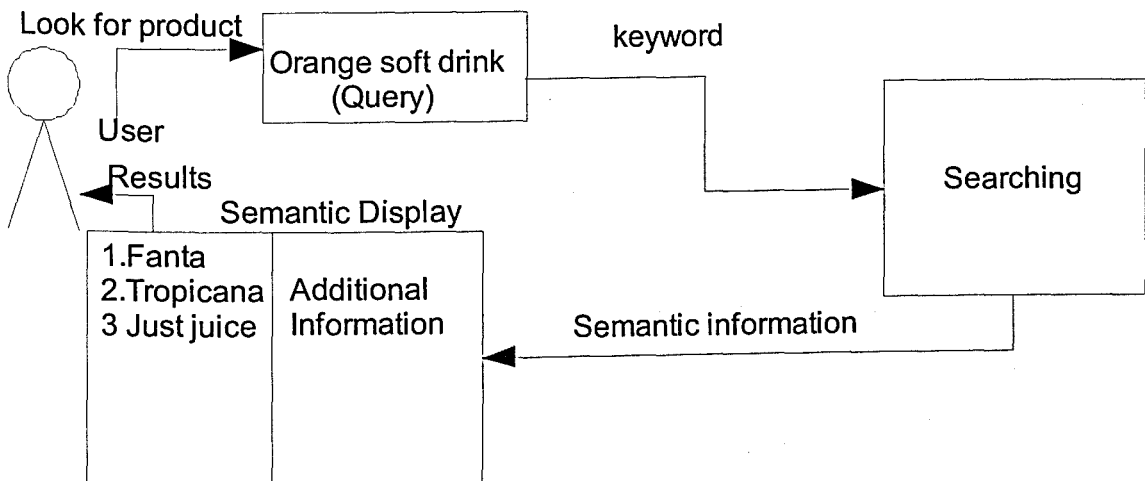 Look for product
Orange soft drink
(Query)
keyword
User
Searching
Results
Semantic Display
1.Fanta
2.Tropicana
3 Just juice
Additional
Information
Semantic information